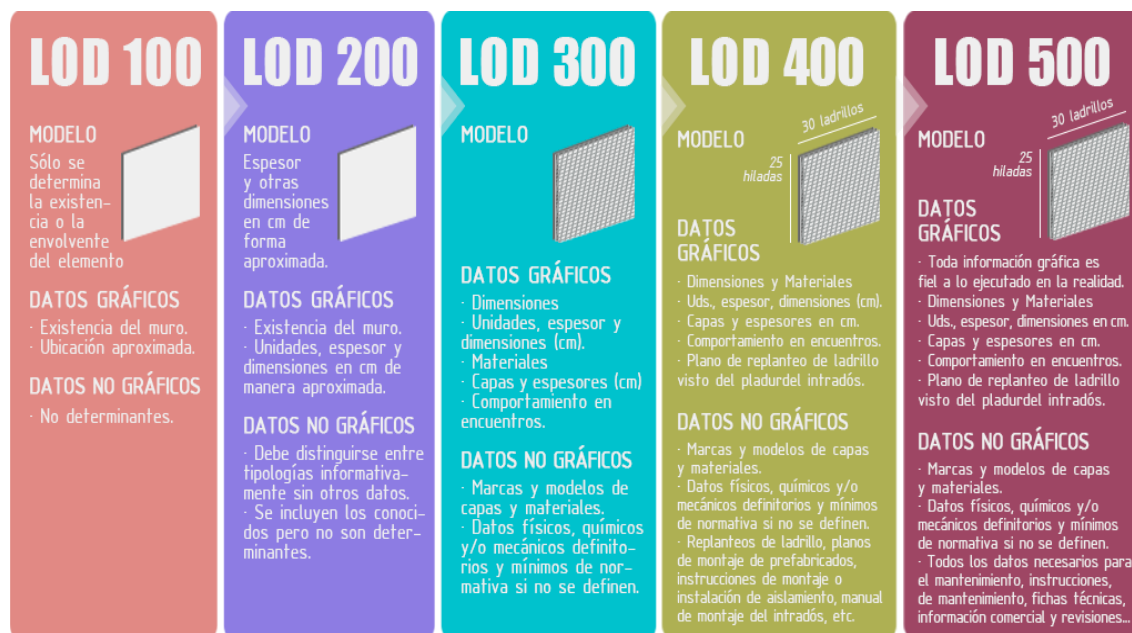 LOD 100
MODELO
Sólo se
determina
la existen-
cia o la
envolvente
del elemento
DATOS GRÁFICOS
· Existencia del muro.
· Ubicación aproximada.
DATOS NO GRÁFICOS
· No determinantes.
LOD 200
MODELO
Espesor
y otras
dimensiones
en cm de
forma
aproximada.
DATOS GRÁFICOS
· Existencia del muro.
· Unidades, espesor y
dimensiones en cm de
manera aproximada.
DATOS NO GRÁFICOS
· Debe distinguirse entre
tipologías informativa-
mente sin otros datos.
· Se incluyen los conoci-
dos pero no son deter-
minantes.
LOD 300
MODELO
DATOS GRÁFICOS
· Dimensiones
· Unidades, espesor y
dimensiones (cm).
· Materiales
· Capas y espesores (cm)
· Comportamiento en
encuentros.
DATOS NO GRÁFICOS
· Marcas y modelos de
capas y materiales.
· Datos físicos, químicos
y/o mecánicos definito-
rios y mínimos de nor-
mativa si no se definen.
LOD 400
30 ladrillos
MODELO
25
hiladas
DATOS
GRÁFICOS
· Dimensiones y Materiales
· Uds., espesor, dimensiones (cm).
· Capas y espesores en cm.
· Comportamiento en encuentros.
· Plano de replanteo de ladrillo
visto del pladurdel intradós.
DATOS NO GRÁFICOS
· Marcas y modelos de capas
y materiales.
· Datos físicos, químicos y/o
mecánicos definitorios y mínimos
de normativa si no se definen.
· Replanteos de ladrillo, planos
de montaje de prefabricados,
instrucciones de montaje o
instalación de aislamiento, manual
de montaje del intradós, etc.
LOD 500
30 ladrillos
MODELO
25
hiladas
DATOS
GRÁFICOS
· Toda información gráfica es
fiel a lo ejecutado en la realidad.
· Dimensiones y Materiales
· Uds., espesor, dimensiones en cm.
· Capas y espesores en cm.
· Comportamiento en encuentros.
· Plano de replanteo de ladrillo
visto del pladurdel intradós.
DATOS NO GRÁFICOS
· Marcas y modelos de capas
y materiales.
· Datos físicos, químicos y/o
mecánicos definitorios y mínimos
de normativa si no se definen.
· Todos los datos necesarios para
el mantenimiento, instrucciones,
de mantenimiento, fichas técnicas,
información comercial y revisiones...